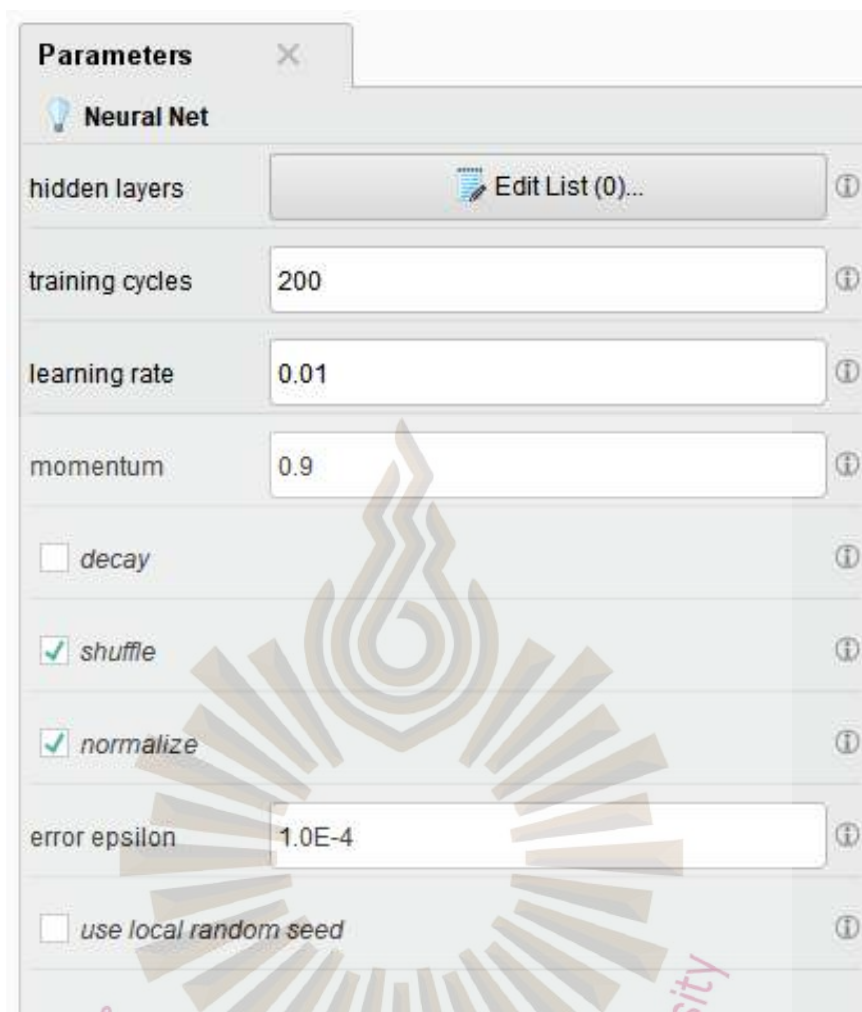 Parameters
Neural Net
hidden layers
Edit List (0)...
training cycles
200
learning rate
0.01
momentum
0.9
decay
shuffle
normalize
error epsilon
1.0E-4
use local random seed